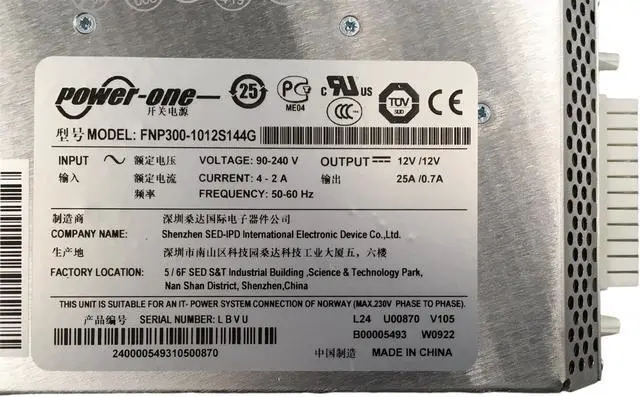 power-one
开关电源
25
PG
ME04
c RU us
CCC
TÜV
SUD
型号 MODEL: FNP300-1012S144G
INPUT ~ 额定电压 VOLTAGE: 90-240 V OUTPUT 12V /12V
输入 额定电流 CURRENT: 4 - 2 A 输出 25A /0.7A
频率 FREQUENCY: 50-60 Hz
制造商 深圳桑达国际电子器件公司
COMPANY NAME: Shenzhen SED-IPD International Electronic Device Co.,Ltd.
生产地 深圳市南山区科技园桑达科技工业大厦五，六楼
FACTORY LOCATION: 5 / 6F SED S&T Industrial Building ,Science & Technology Park,
Nan Shan District, Shenzhen,China
THIS UNIT IS SUITABLE FOR AN IT- POWER SYSTEM CONNECTION OF NORWAY (MAX.230V PHASE TO PHASE).
产品编号 SERIAL NUMBER: L B V U L24 U00870 V105
B00005493 W0922
240000549310500870 中国制造 MADE IN CHINA